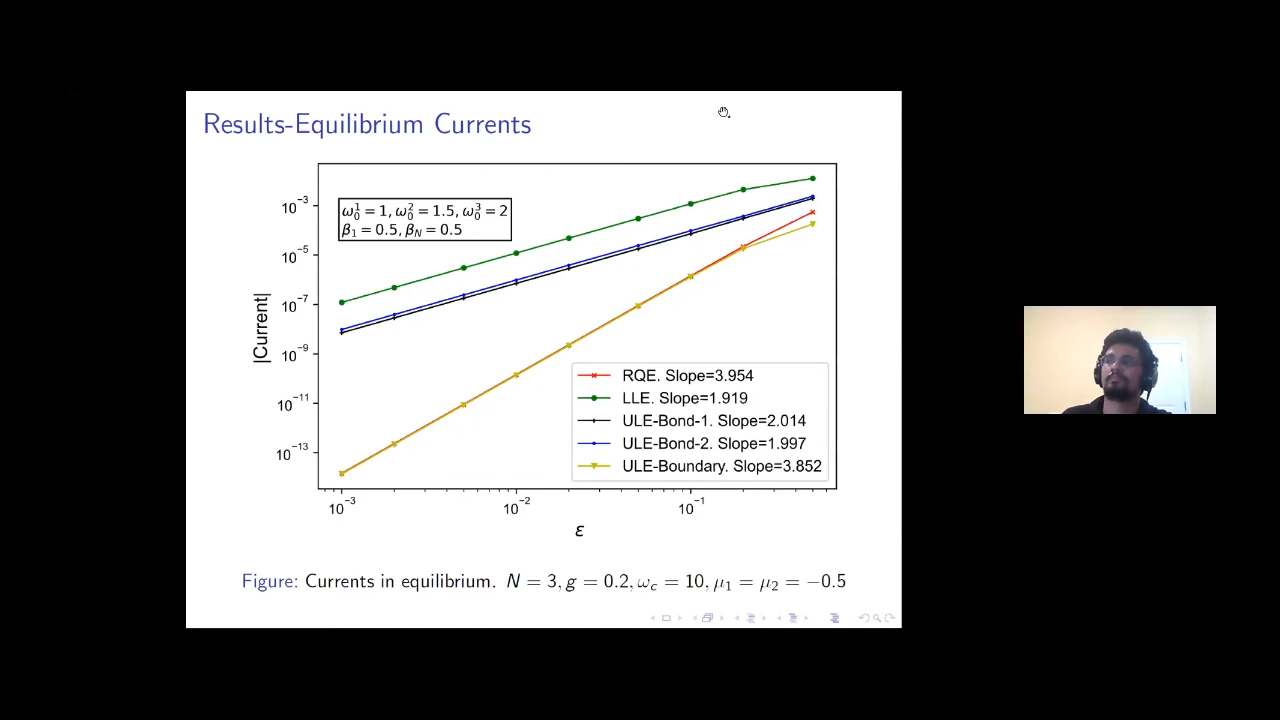 Results-Equilibrium Currents
ω₀¹ = 1, ω₀² = 1.5, ω₀³ = 2
β₁ = 0.5, β_N = 0.5
|Current|
10⁻³
10⁻⁵
10⁻⁷
10⁻⁹
10⁻¹¹
10⁻¹³
RQE. Slope=3.954
LLE. Slope=1.919
ULE-Bond-1. Slope=2.014
ULE-Bond-2. Slope=1.997
ULE-Boundary. Slope=3.852
10⁻³ 10⁻² 10⁻¹
ε
Figure: Currents in equilibrium. N = 3, g = 0.2, ω_c = 10, μ₁ = μ₂ = −0.5